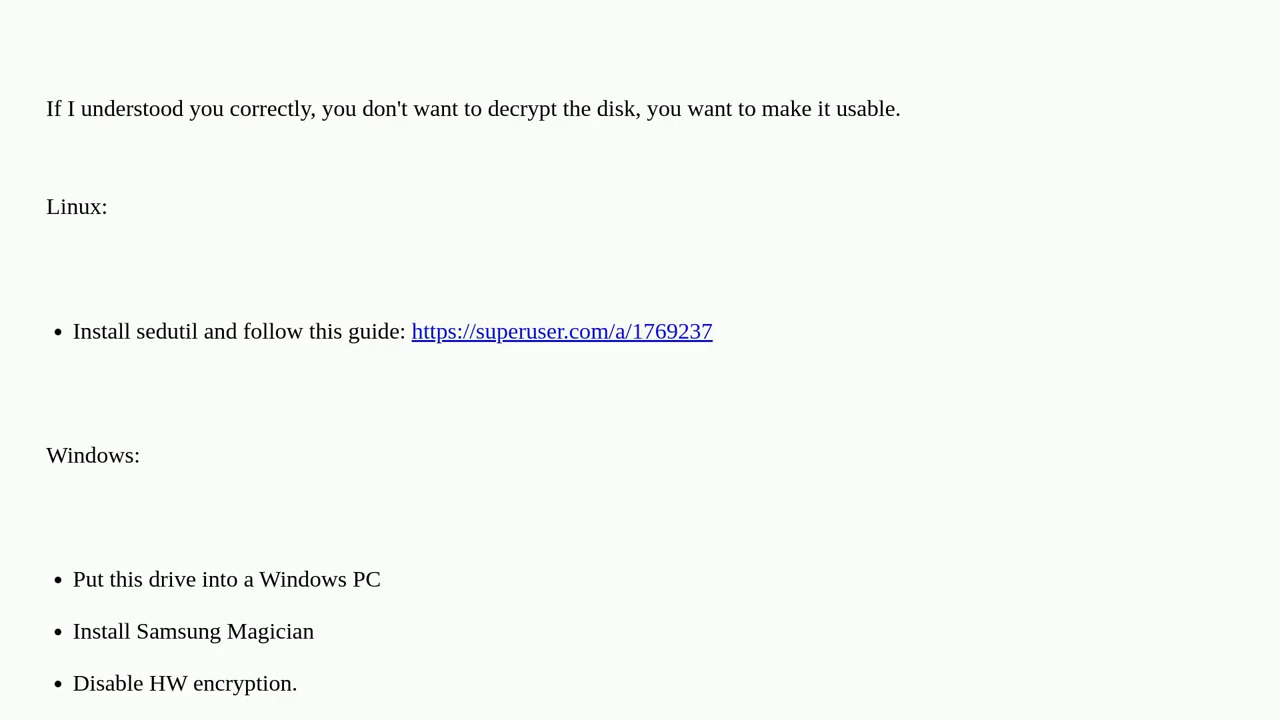 If I understood you correctly, you don't want to decrypt the disk, you want to make it usable.
Linux:
• Install sedutil and follow this guide: https://superuser.com/a/1769237
Windows:
• Put this drive into a Windows PC
• Install Samsung Magician
• Disable HW encryption.